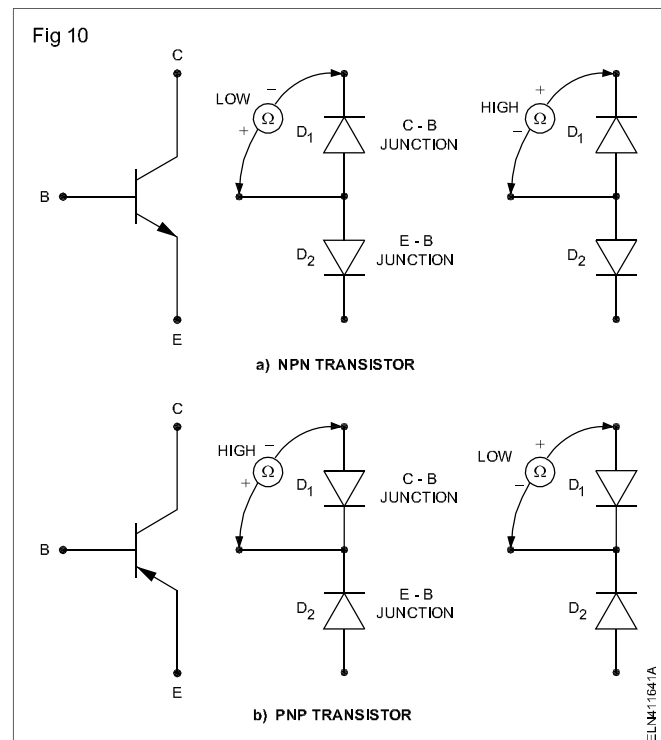 Fig 10
C
B
E
LOW
−
Ω
+
D1
C - B
JUNCTION
D2
E - B
JUNCTION
HIGH
+
Ω
−
D1
D2
a) NPN TRANSISTOR
C
B
E
HIGH
−
Ω
+
D1
C - B
JUNCTION
D2
E - B
JUNCTION
LOW
+
Ω
−
D1
D2
b) PNP TRANSISTOR
ELN411641A